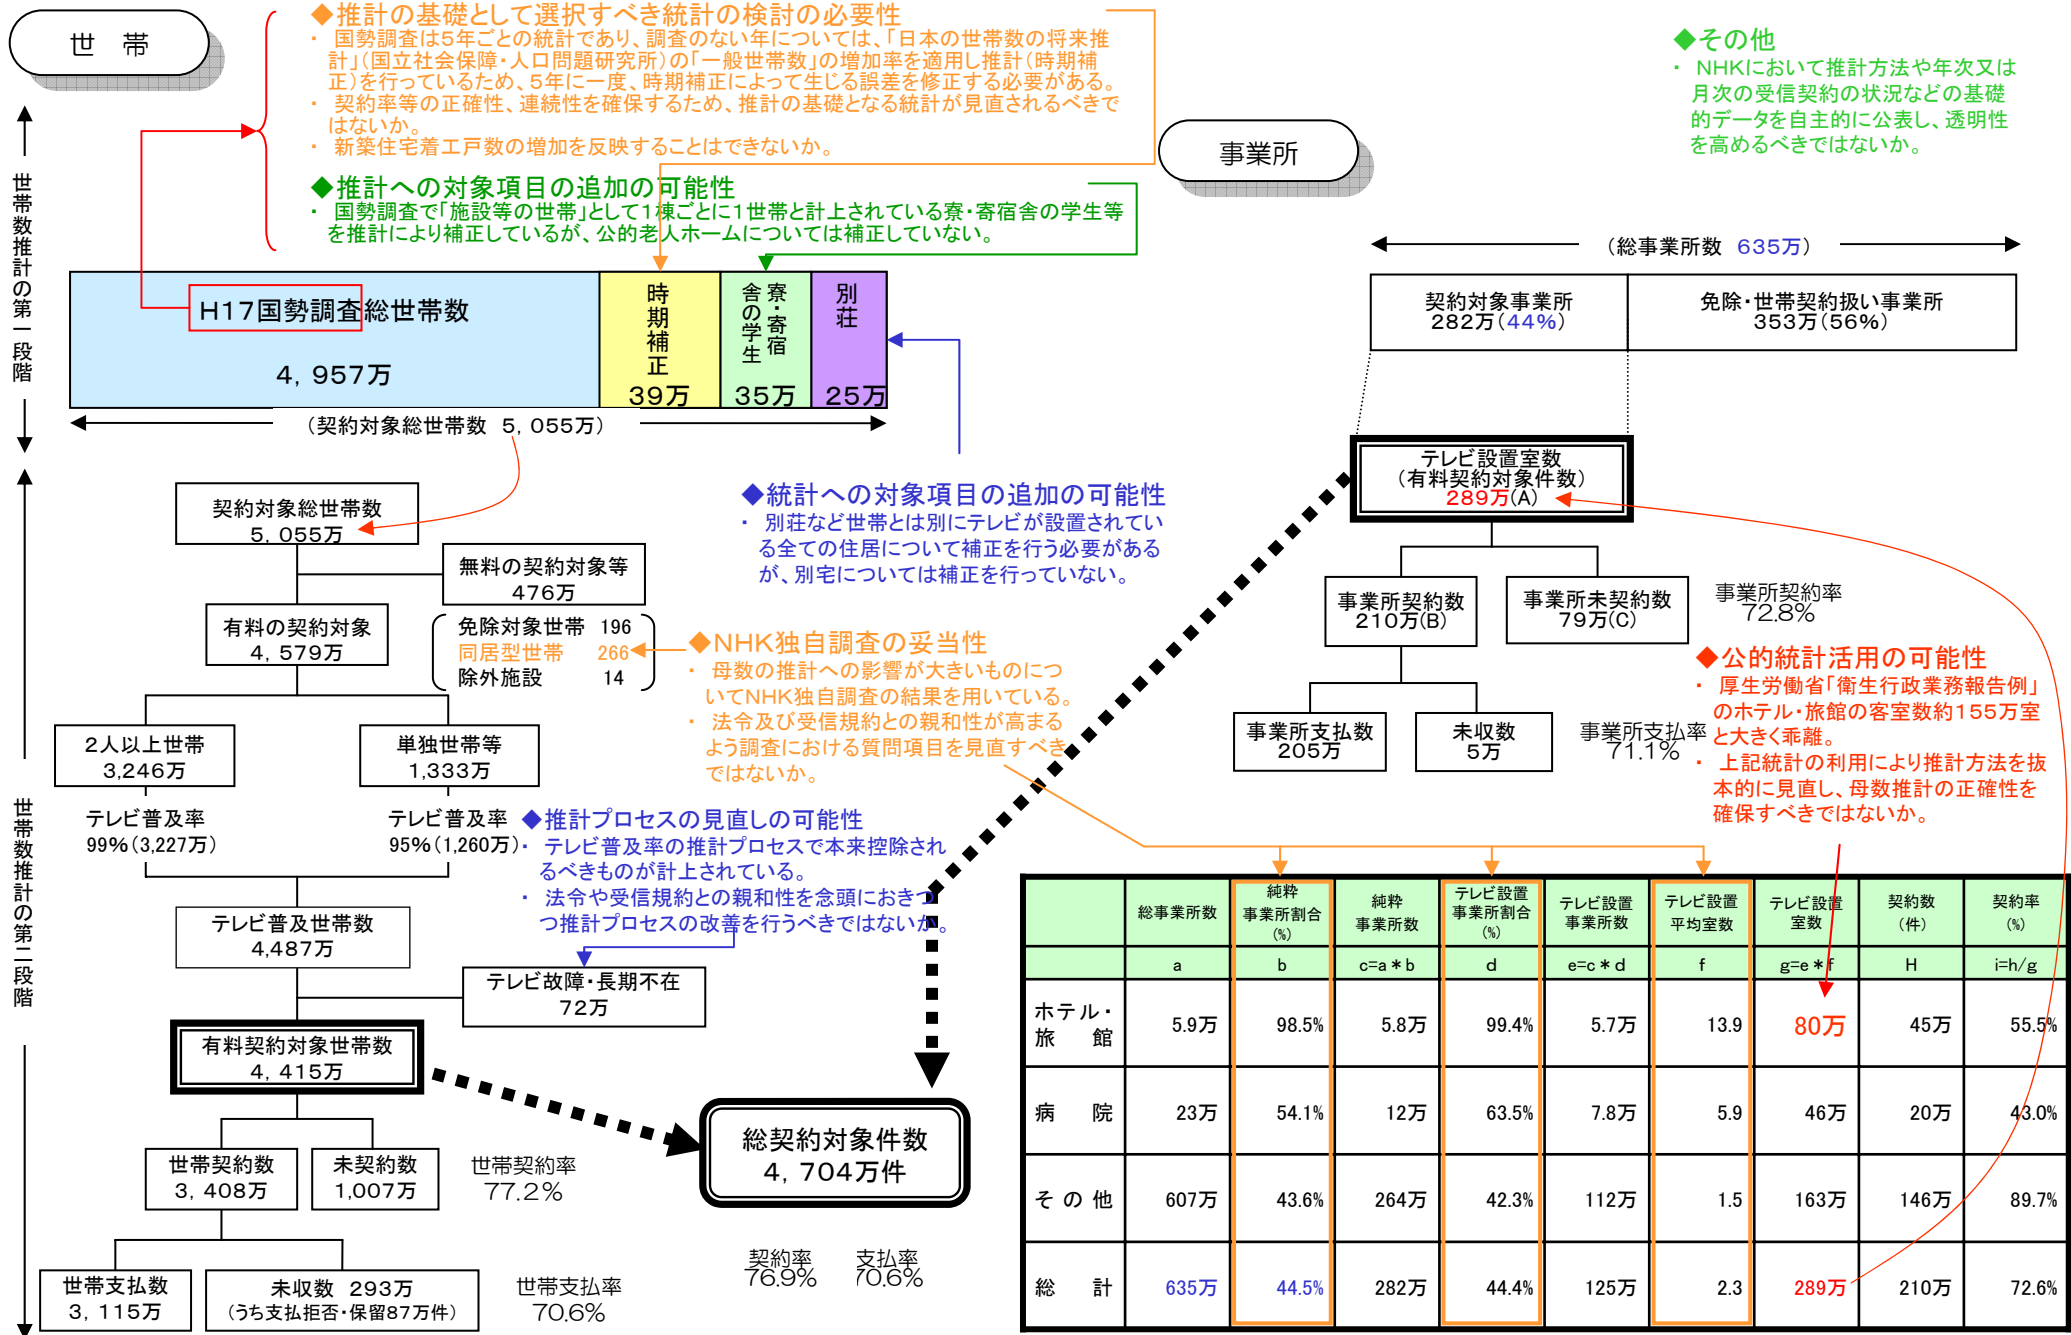 世　帯
◆推計の基礎として選択すべき統計の検討の必要性
・ 国勢調査は5年ごとの統計であり、調査のない年については、「日本の世帯数の将来推
計」(国立社会保障・人口問題研究所)の「一般世帯数」の増加率を適用し推計(時期補
正)を行っているため、5年に一度、時期補正によって生じる誤差を修正する必要がある。
・ 契約率等の正確性、連続性を確保するため、推計の基礎となる統計が見直されるべきで
はないか。
・ 新築住宅着工戸数の増加を反映することはできないか。
◆推計への対象項目の追加の可能性
・ 国勢調査で「施設等の世帯」として1棟ごとに1世帯と計上されている寮・寄宿舎の学生等
を推計により補正しているが、公的老人ホームについては補正していない。
事業所
◆その他
・ NHKにおいて推計方法や年次又は
月次の受信契約の状況などの基礎
的データを自主的に公表し、透明性
を高めるべきではないか。
世帯数推計の第一段階
H17国勢調査総世帯数
4,957万
時期補正
39万
寮・寄宿
舎の学生
35万
別荘
25万
(契約対象総世帯数 5,055万)
(総事業所数 635万)
契約対象事業所
282万(44%)
免除・世帯契約扱い事業所
353万(56%)
世帯数推計の第二段階
契約対象総世帯数
5,055万
無料の契約対象等
476万
有料の契約対象
4,579万
免除対象世帯 196
同居型世帯 266
除外施設 14
2人以上世帯
3,246万
単独世帯等
1,333万
テレビ普及率
99%(3,227万)
テレビ普及率
95%(1,260万)
テレビ普及世帯数
4,487万
テレビ故障・長期不在
72万
有料契約対象世帯数
4,415万
世帯契約数
3,408万
未契約数
1,007万
世帯契約率
77.2%
世帯支払数
3,115万
未収数 293万
(うち支払拒否・保留87万件)
世帯支払率
70.6%
◆統計への対象項目の追加の可能性
・ 別荘など世帯とは別にテレビが設置されてい
る全ての住居について補正を行う必要がある
が、別宅については補正を行っていない。
◆NHK独自調査の妥当性
・ 母数の推計への影響が大きいものにつ
いてNHK独自調査の結果を用いている。
・ 法令及び受信規約との親和性が高まる
よう調査における質問項目を見直すべき
ではないか。
◆推計プロセスの見直しの可能性
・ テレビ普及率の推計プロセスで本来控除され
るべきものが計上されている。
・ 法令や受信規約との親和性を念頭におきつ
つ推計プロセスの改善を行うべきではないか。
総契約対象件数
4,704万件
契約率
76.9%
支払率
70.6%
テレビ設置室数
(有料契約対象件数)
289万(A)
事業所契約数
210万(B)
事業所未契約数
79万(C)
事業所契約率
72.8%
事業所支払数
205万
未収数
5万
事業所支払率
71.1%
◆公的統計活用の可能性
・ 厚生労働省「衛生行政業務報告例」
のホテル・旅館の客室数約155万室
と大きく乖離。
・ 上記統計の利用により推計方法を抜
本的に見直し、母数推計の正確性を
確保すべきではないか。
総事業所数 純粋事業所割合(%) 純粋事業所数 テレビ設置事業所割合(%) テレビ設置事業所数 テレビ設置平均室数 テレビ設置室数 契約数(件) 契約率(%)
a b c=a*b d e=c*d f g=e*f H i=h/g
ホテル・旅館 5.9万 98.5% 5.8万 99.4% 5.7万 13.9 80万 45万 55.5%
病院 23万 54.1% 12万 63.5% 7.8万 5.9 46万 20万 43.0%
その他 607万 43.6% 264万 42.3% 112万 1.5 163万 146万 89.7%
総計 635万 44.5% 282万 44.4% 125万 2.3 289万 210万 72.6%